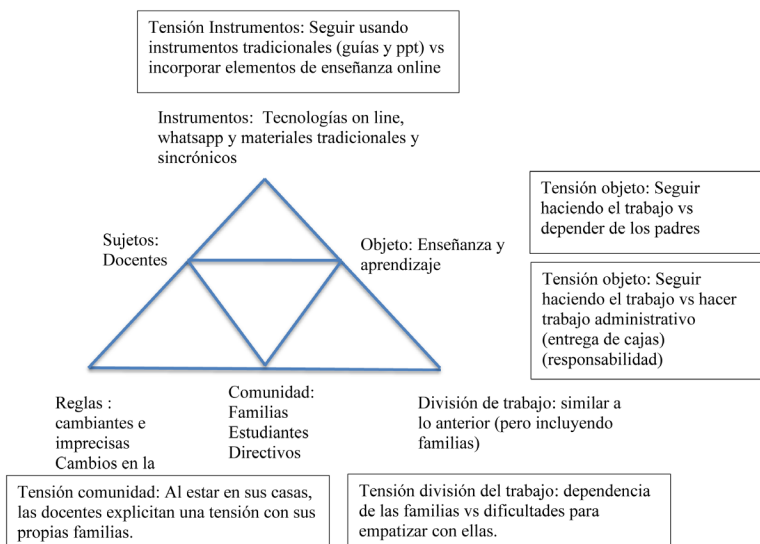 Tensión Instrumentos: Seguir usando
instrumentos tradicionales (guías y ppt) vs
incorporar elementos de enseñanza online
Instrumentos: Tecnologías on line,
whatsapp y materiales tradicionales y
sincrónicos
Tensión objeto: Seguir
haciendo el trabajo vs
depender de los padres
Sujetos:
Docentes
Objeto: Enseñanza y
aprendizaje
Tensión objeto: Seguir
haciendo el trabajo vs hacer
trabajo administrativo
(entrega de cajas)
(responsabilidad)
Reglas :
cambiantes e
imprecisas
Cambios en la
Comunidad:
Familias
Estudiantes
Directivos
División de trabajo: similar a
lo anterior (pero incluyendo
familias)
Tensión comunidad: Al estar en sus casas,
las docentes explicitan una tensión con sus
propias familias.
Tensión división del trabajo: dependencia
de las familias vs dificultades para
empatizar con ellas.